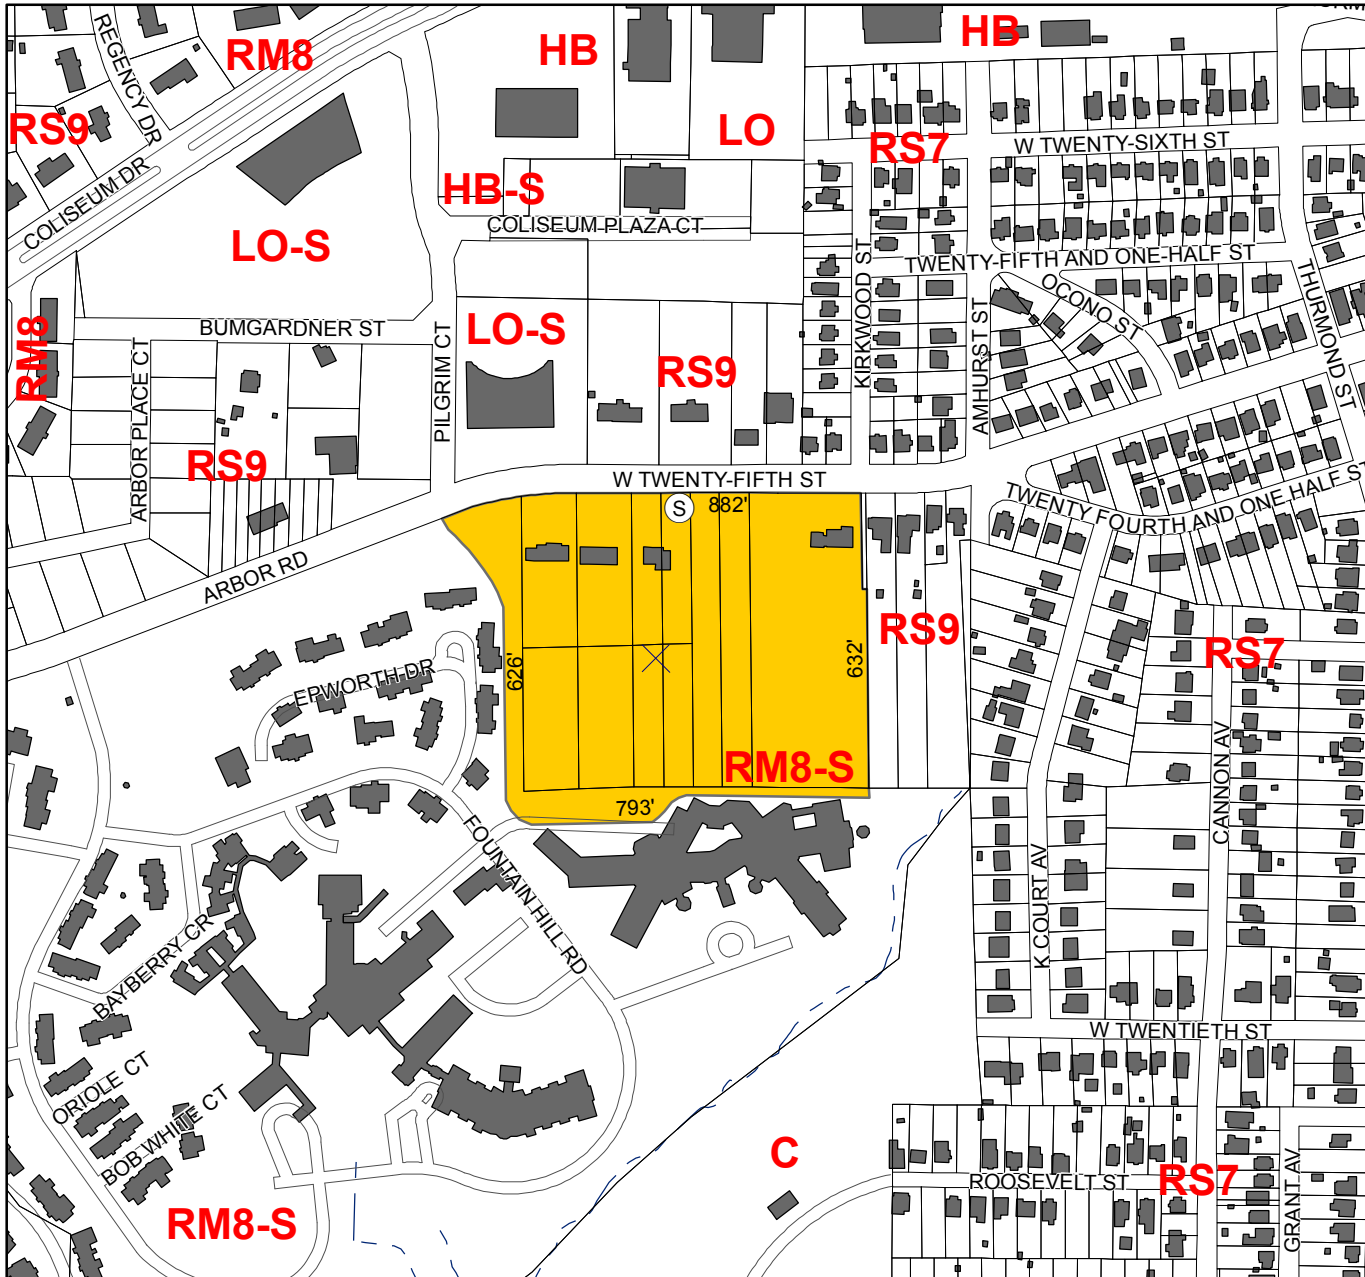 REGENCY DR
RM8
HB
HB
RS9
LO
RS7
W TWENTY-SIXTH ST
COLISEUM DR
HB-S
COLISEUM PLAZA CT
LO-S
KIRKWOOD ST
TWENTY-FIFTH AND ONE-HALF ST
OCONO ST
THURMOND ST
RM8
BUMGARDNER ST
PILGRIM CT
LO-S
RS9
AMHURST ST
ARBOR PLACE CT
RS9
W TWENTY-FIFTH ST
TWENTY FOURTH AND ONE HALF ST
S
882'
ARBOR RD
RS9
RS7
626'
632'
EPWORTH DR
RM8-S
793'
CANNON AV
FOUNTAIN HILL RD
K COURT AV
BAYBERRY CR
W TWENTIETH ST
ORIOLE CT
BOB WHITE CT
C
ROOSEVELT ST
RS7
GRANT AV
RM8-S